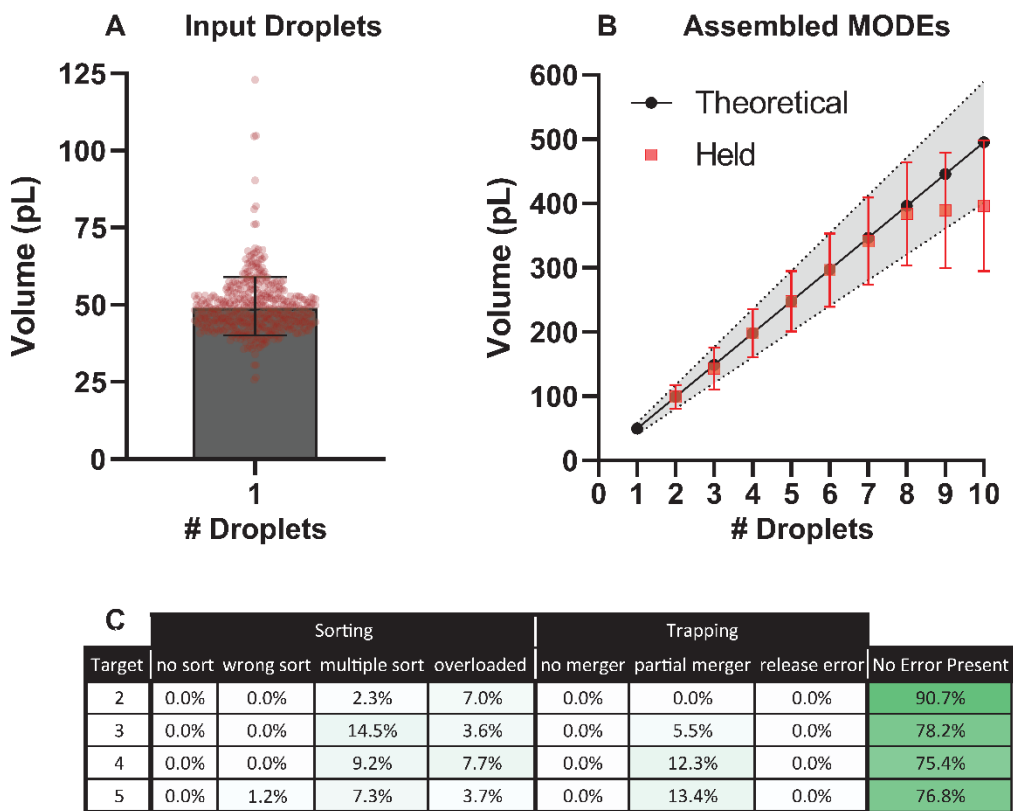 A Input Droplets
125
100
75
50
25
0
Volume (pL)
1
# Droplets
B Assembled MODEs
600
500
400
300
200
100
0
Volume (pL)
Theoretical
Held
0 1 2 3 4 5 6 7 8 9 10
# Droplets
C Sorting Trapping
Target no sort wrong sort multiple sort overloaded no merger partial merger release error No Error Present
2 0.0% 0.0% 2.3% 7.0% 0.0% 0.0% 0.0% 90.7%
3 0.0% 0.0% 14.5% 3.6% 0.0% 5.5% 0.0% 78.2%
4 0.0% 0.0% 9.2% 7.7% 0.0% 12.3% 0.0% 75.4%
5 0.0% 1.2% 7.3% 3.7% 0.0% 13.4% 0.0% 76.8%